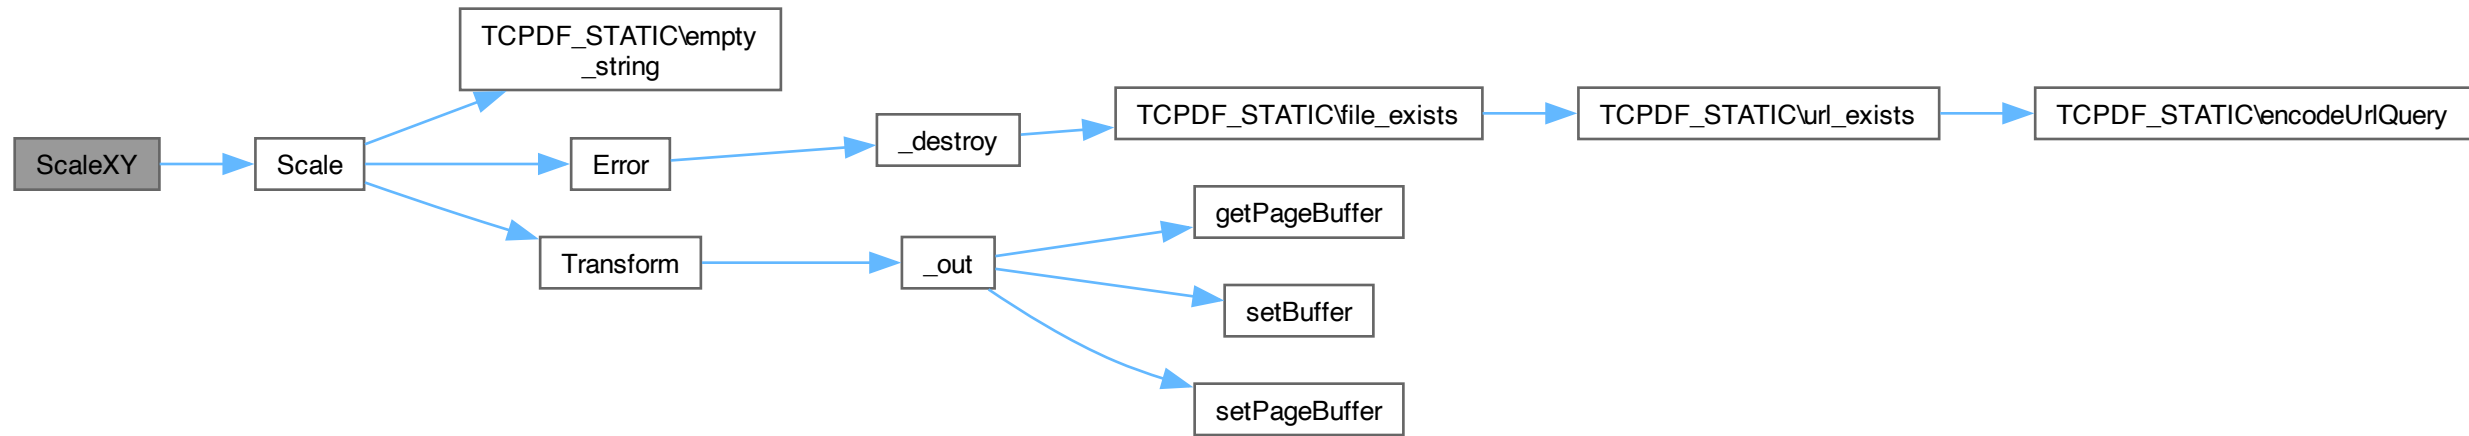 ScaleXY
Scale
TCPDF_STATIC\empty
_string
Error
_destroy
TCPDF_STATIC\file_exists
TCPDF_STATIC\url_exists
TCPDF_STATIC\encodeUrlQuery
Transform
_out
getPageBuffer
setBuffer
setPageBuffer